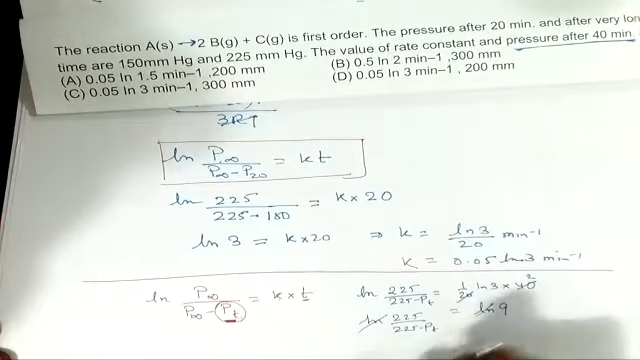 The reaction A(s) →2 B(g) + C(g) is first order. The pressure after 20 min. and after very lon
time are 150mm Hg and 225 mm Hg. The value of rate constant and pressure after 40 min.
(A) 0.05 ln 1.5 min–1 ,200 mm (B) 0.5 ln 2 min–1 ,300 mm
(C) 0.05 ln 3 min–1, 300 mm (D) 0.05 ln 3 min–1 , 200 mm
3RT
ln P∞ / P∞ - P20 = kt
ln 225 / 225 - 150 = k × 20
ln 3 = k × 20 ⇒ k = ln 3 / 20 min-1
k = 0.05 ln 3 min-1
ln P∞ / P∞ - Pt = k × t
ln 225 / 225 - Pt = 1/20 ln 3 × 40 2
ln 225 / 225 - Pt = ln 9